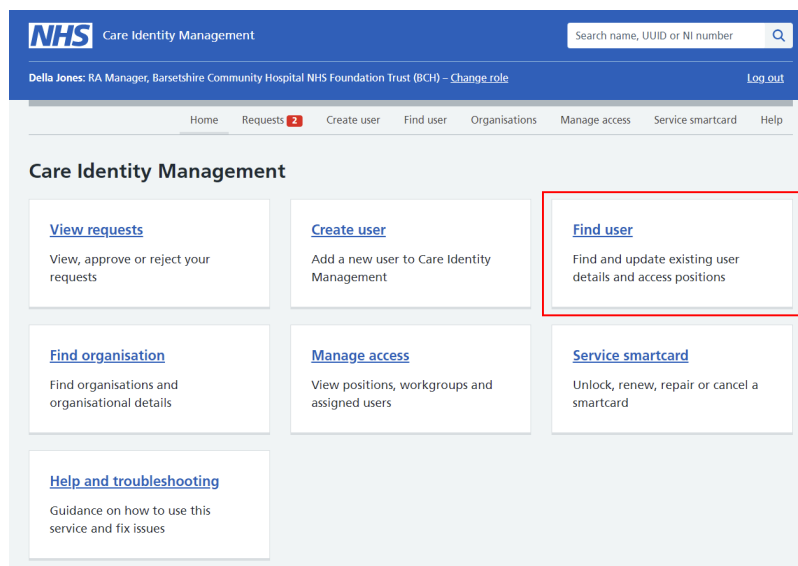 NHS Care Identity Management
Search name, UUID or NI number
Della Jones: RA Manager, Barsetshire Community Hospital NHS Foundation Trust (BCH) – Change role
Log out
Home Requests 2 Create user Find user Organisations Manage access Service smartcard Help
Care Identity Management
View requests
View, approve or reject your
requests
Create user
Add a new user to Care Identity
Management
Find user
Find and update existing user
details and access positions
Find organisation
Find organisations and
organisational details
Manage access
View positions, workgroups and
assigned users
Service smartcard
Unlock, renew, repair or cancel a
smartcard
Help and troubleshooting
Guidance on how to use this
service and fix issues